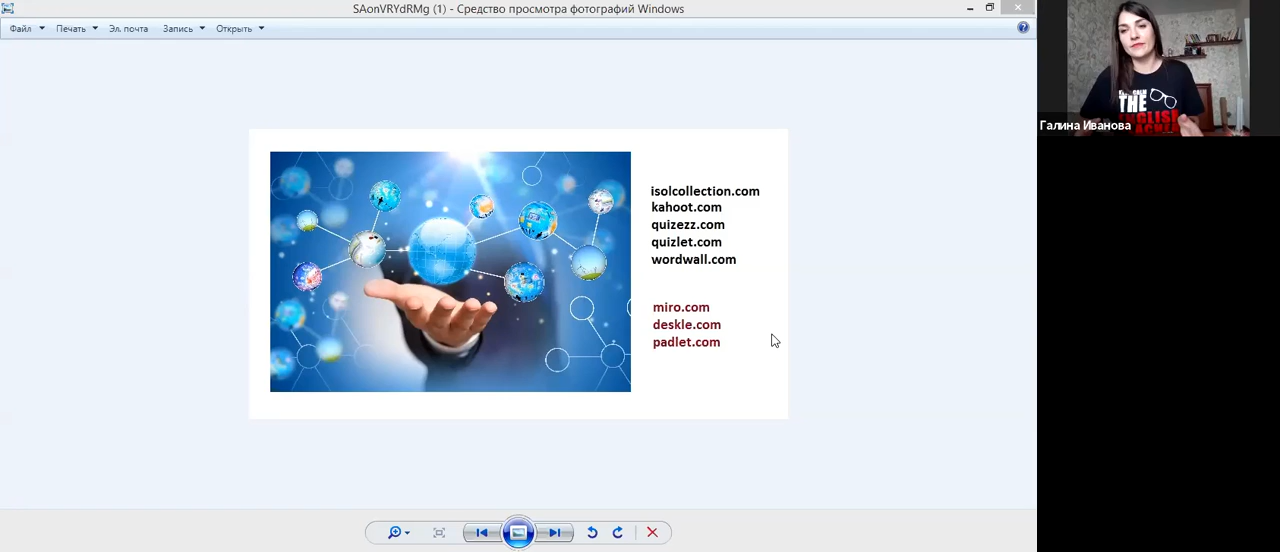 SAonVRYdRMg (1) - Средство просмотра фотографий Windows
Файл Печать Эл. почта Запись Открыть
isolcollection.com
kahoot.com
quizezz.com
quizlet.com
wordwall.com
miro.com
deskle.com
padlet.com
THE
ENGLISH
Галина Иванова